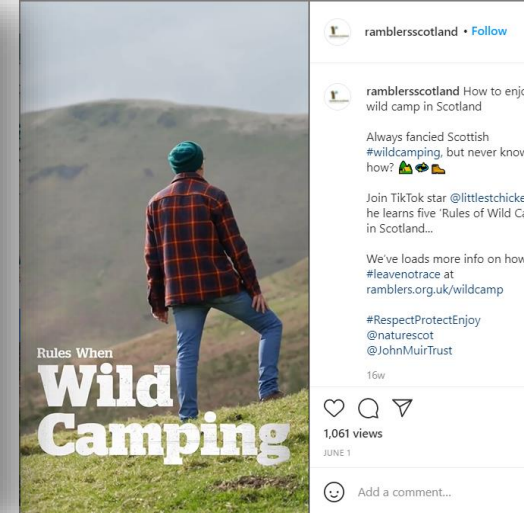 ramblersscotland • Follow
ramblersscotland How to enjo
wild camp in Scotland
Always fancied Scottish
#wildcamping, but never know
how?
Join TikTok star @littlestchicke
he learns five 'Rules of Wild Ca
in Scotland...
We've loads more info on how
#leavenotrace at
ramblers.org.uk/wildcamp
#RespectProtectEnjoy
@naturescot
@JohnMuirTrust
16w
1,061 views
JUNE 1
Add a comment...
Rules When
Wild
Camping